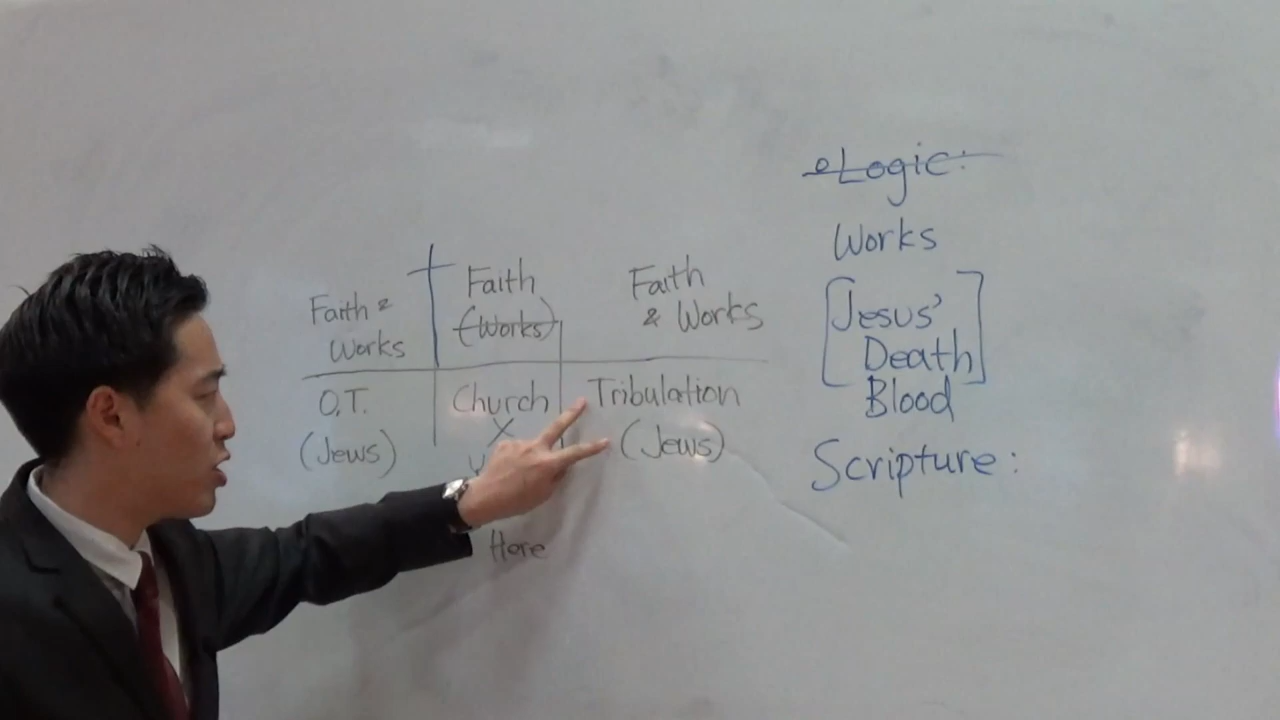 Faith &
Works
Faith
(Works)
Faith
& Works
O.T.
(Jews)
Church
X
Here
Tribulation
(Jews)
Logic:
Works
[Jesus'
Death]
Blood
Scripture: